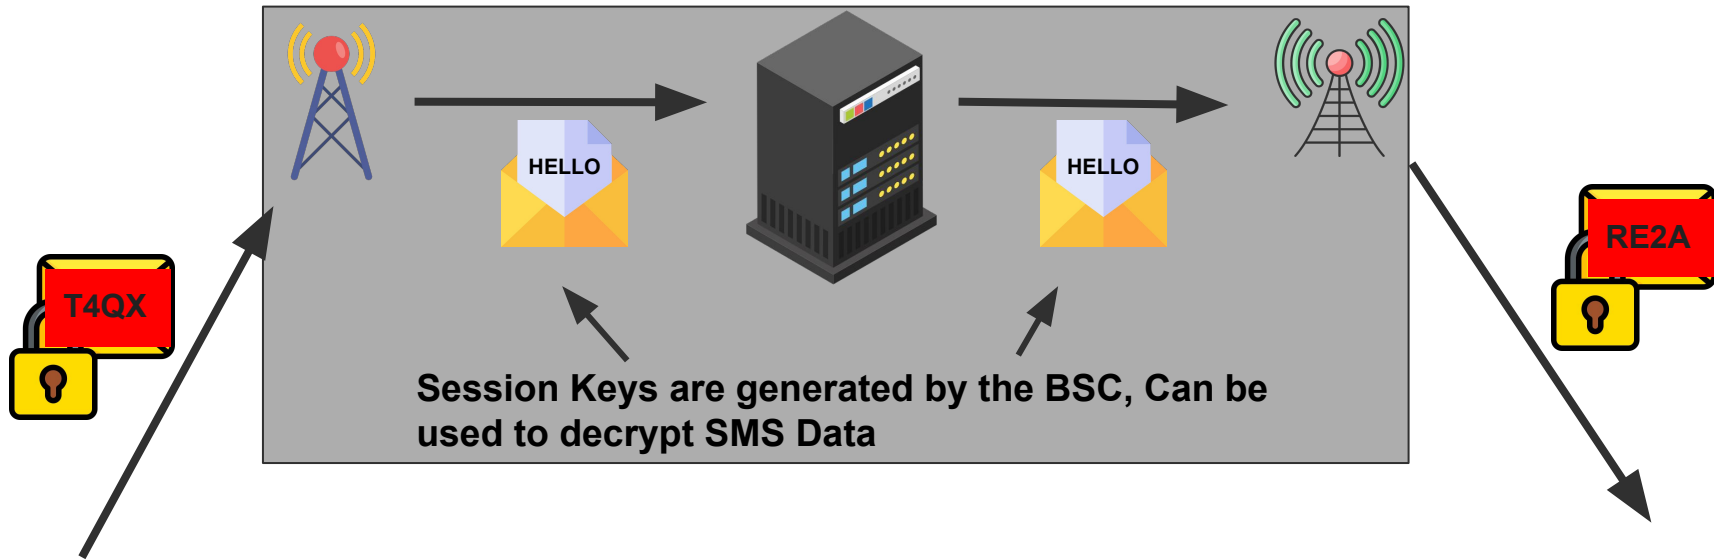 HELLO
HELLO
T4QX
RE2A
Session Keys are generated by the BSC, Can be
used to decrypt SMS Data